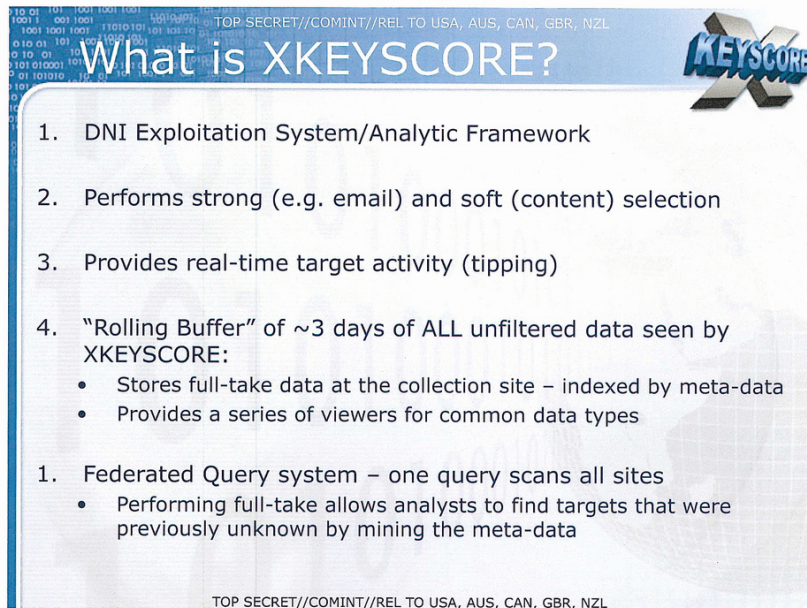 TOP SECRET//COMINT//REL TO USA, AUS, CAN, GBR, NZL
What is XKEYSCORE?
X KEYSCORE
1. DNI Exploitation System/Analytic Framework
2. Performs strong (e.g. email) and soft (content) selection
3. Provides real-time target activity (tipping)
4. “Rolling Buffer” of ~3 days of ALL unfiltered data seen by
XKEYSCORE:
• Stores full-take data at the collection site – indexed by meta-data
• Provides a series of viewers for common data types
1. Federated Query system – one query scans all sites
• Performing full-take allows analysts to find targets that were
previously unknown by mining the meta-data
TOP SECRET//COMINT//REL TO USA, AUS, CAN, GBR, NZL